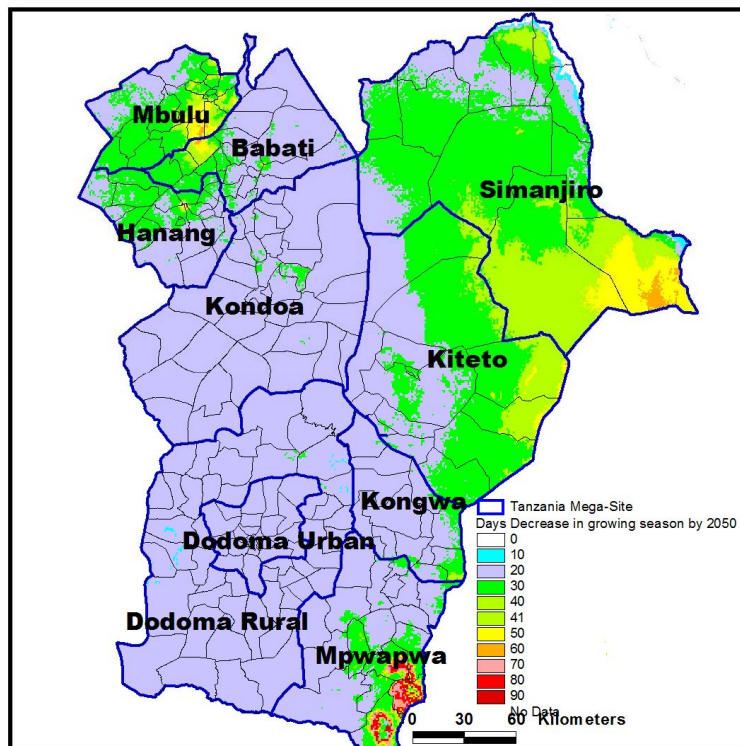 Mbulu
Babati
Simanjiro
Hanang
Kondoa
Kiteto
Kongwa
Tanzania Mega-Site
Days Decrease in growing season by 2050
0
10
20
30
40
41
50
60
70
80
90
No Data
Dodoma Urban
Dodoma Rural
Mpwapwa
0 30 60 Kilometers